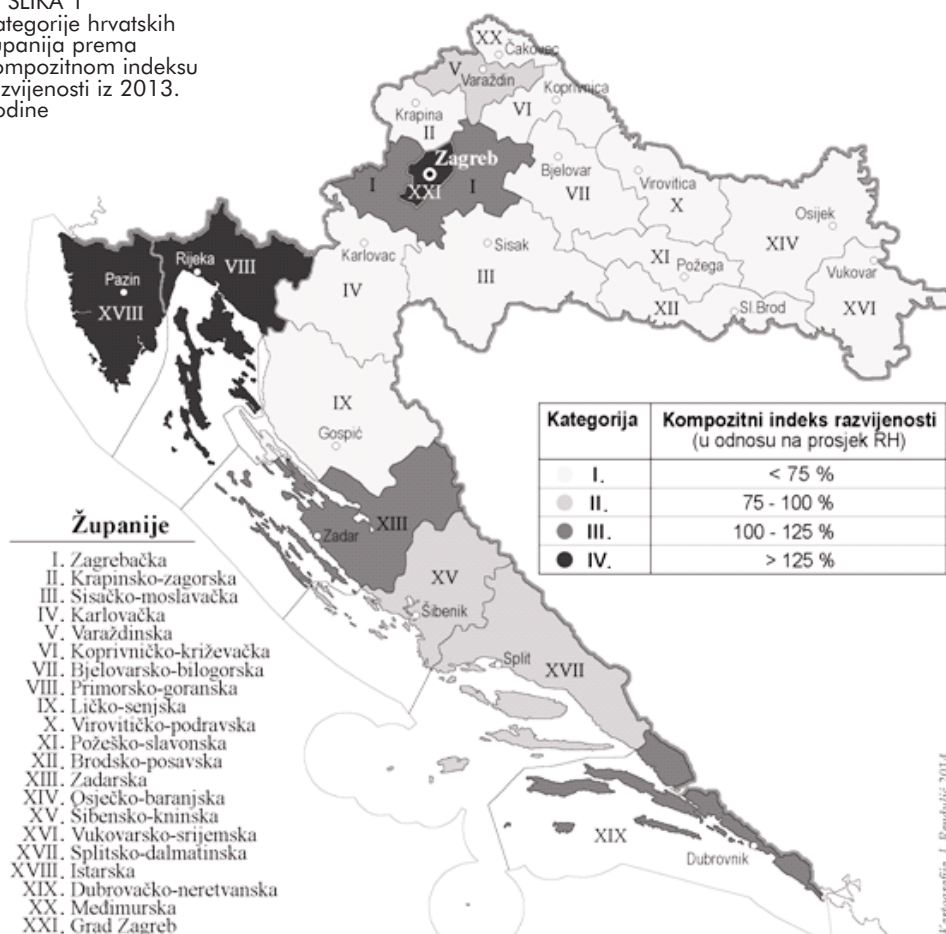 SLIKA 1
ategorije hrvatskih
upanija prema
ompozitnom indeksu
azvijenosti iz 2013.
odine
XX
Čakovec
V
Varaždin
Koprivnica
VI
Krapina
II
Zagreb
I
XXI
I
Bjelovar
VII
Virovitica
X
Osijek
XIV
Karlovac
IV
Sisak
III
XI
Požega
Vukovar
XII
Sl.Brod
XVI
Rijeka
VIII
Pazin
XVIII
IX
Gospić
Kategorija Kompozitni indeks razvijenosti
(u odnosu na prosjek RH)
I. < 75 %
II. 75 - 100 %
III. 100 - 125 %
IV. > 125 %
XIII
Zadar
XV
Šibenik
Split
XVII
XIX
Dubrovnik
Županije
I. Zagrebačka
II. Krapinsko-zagorska
III. Sisačko-moslavačka
IV. Karlovačka
V. Varaždinska
VI. Koprivničko-križevačka
VII. Bjelovarsko-bilogorska
VIII. Primorsko-goranska
IX. Ličko-senjska
X. Virovitičko-podravska
XI. Požeško-slavonska
XII. Brodsko-posavska
XIII. Zadarska
XIV. Osječko-baranjska
XV. Šibensko-kninska
XVI. Vukovarsko-srijemska
XVII. Splitsko-dalmatinska
XVIII. Istarska
XIX. Dubrovačko-neretvanska
XX. Međimurska
XXI. Grad Zagreb
2014.